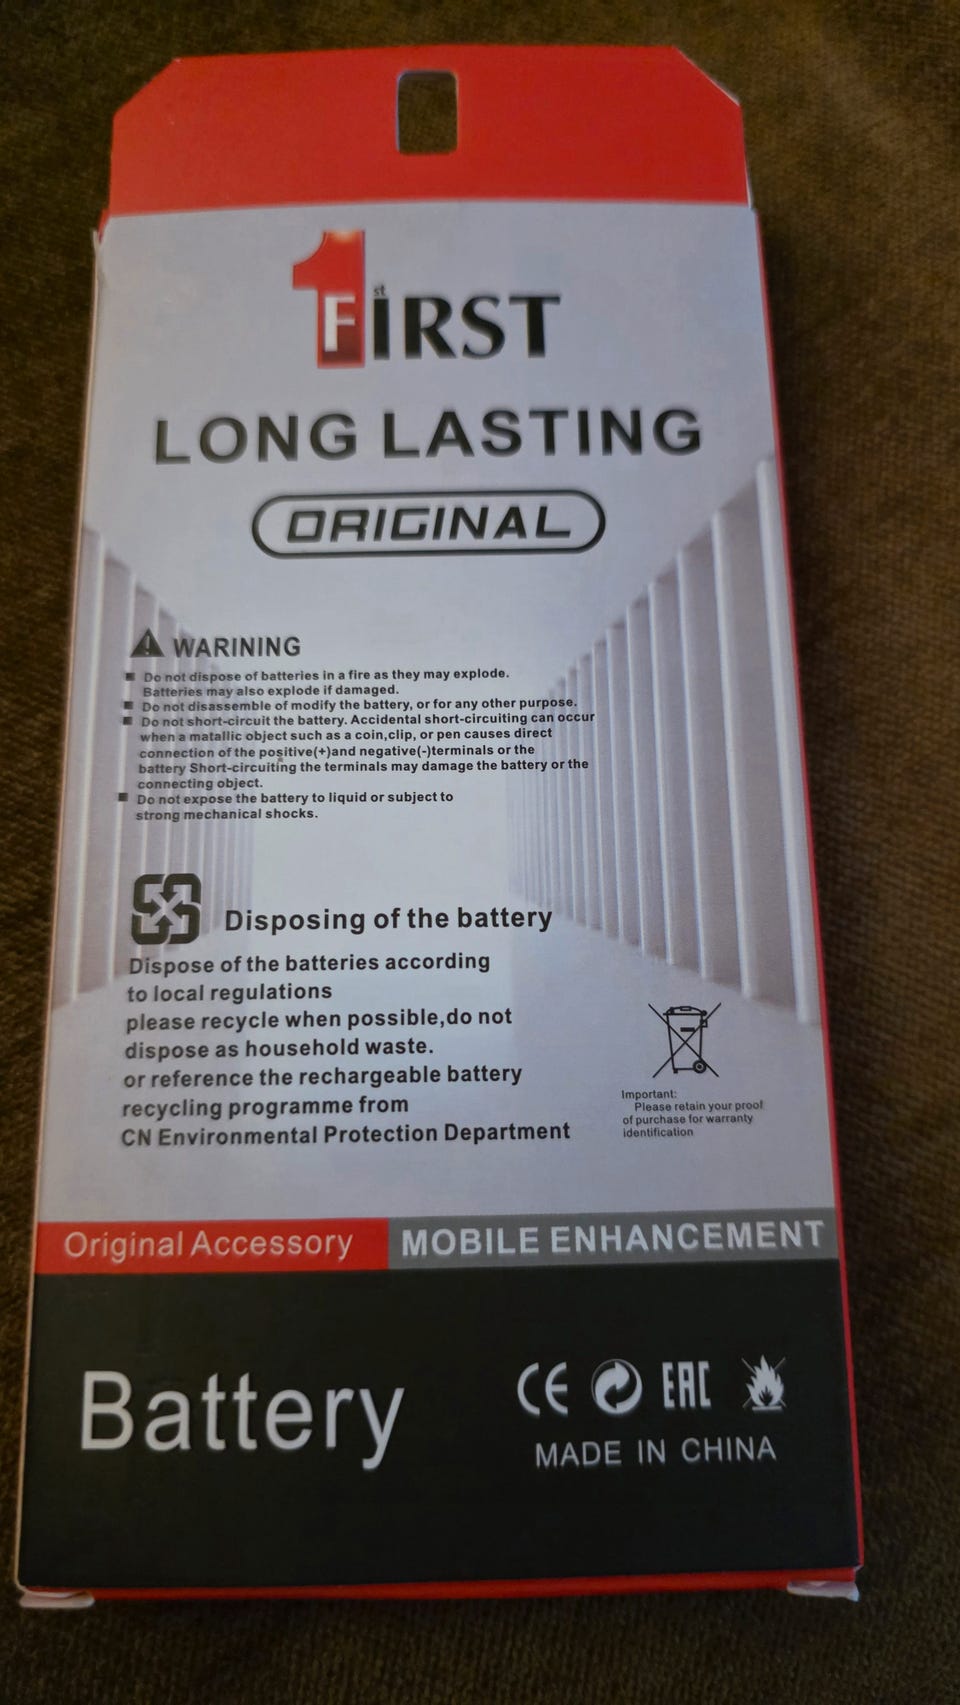 1st FiRST
LONG LASTING
ORIGINAL
WARINING
Do not dispose of batteries in a fire as they may explode.
Batteries may also explode if damaged.
Do not disassemble of modify the battery, or for any other purpose.
Do not short-circuit the battery. Accidental short-circuiting can occur
when a matallic object such as a coin,clip, or pen causes direct
connection of the positive(+)and negative(-)terminals or the
battery Short-circuiting the terminals may damage the battery or the
connecting object.
Do not expose the battery to liquid or subject to
strong mechanical shocks.
Disposing of the battery
Dispose of the batteries according
to local regulations
please recycle when possible,do not
dispose as household waste.
or reference the rechargeable battery
recycling programme from
CN Environmental Protection Department
Important:
Please retain your proof
of purchase for warranty
identification
Original Accessory MOBILE ENHANCEMENT
Battery
CE EAC
MADE IN CHINA